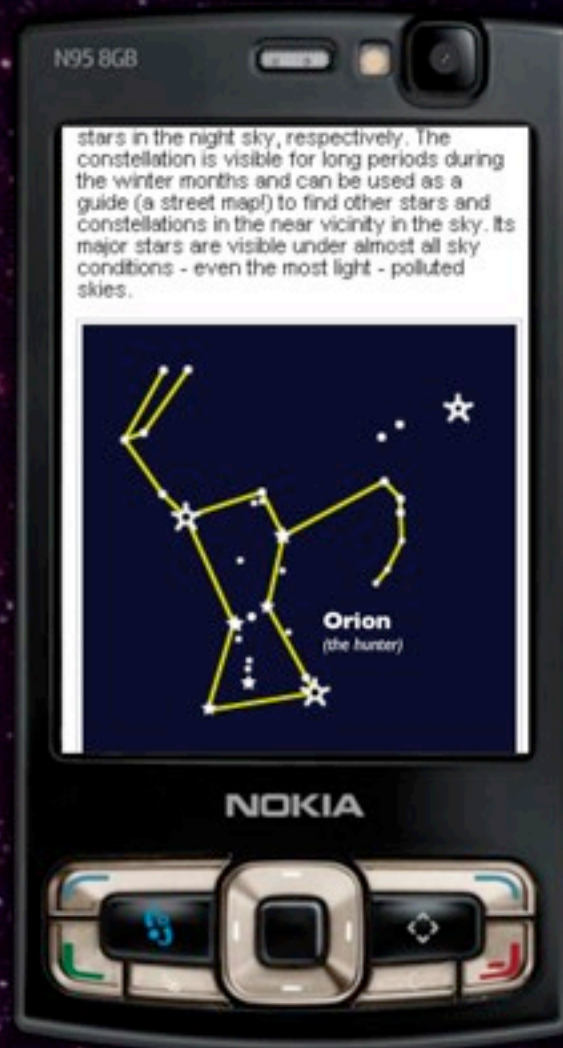 N95 8GB
stars in the night sky, respectively. The
constellation is visible for long periods during
the winter months and can be used as a
guide (a street map!) to find other stars and
constellations in the near vicinity in the sky. Its
major stars are visible under almost all sky
conditions - even the most light - polluted
skies.
Orion
(the hunter)
NOKIA